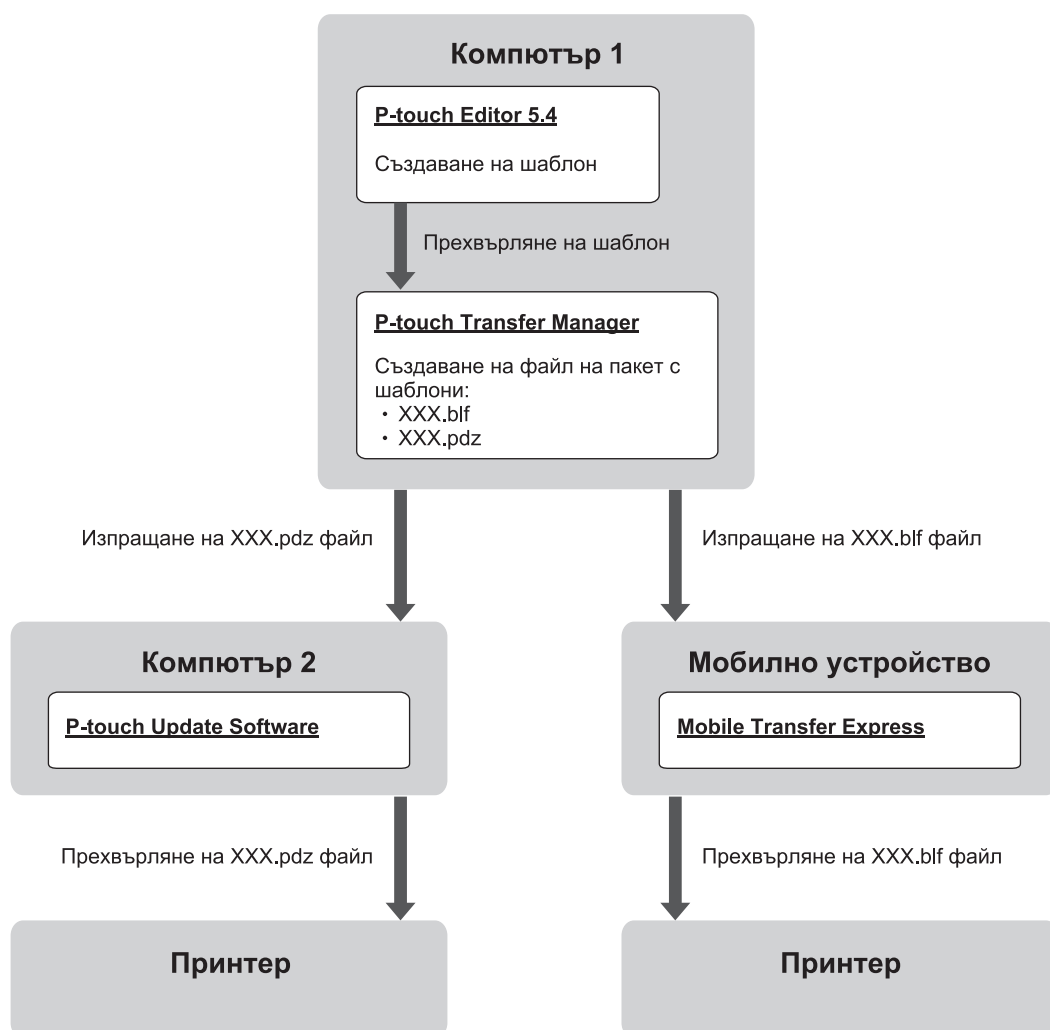 Компютър 1
P-touch Editor 5.4
Създаване на шаблон
Прехвърляне на шаблон
P-touch Transfer Manager
Създаване на файл на пакет с
шаблони:
• XXX.blf
• XXX.pdz
Изпращане на XXX.pdz файл
Изпращане на XXX.blf файл
Компютър 2
P-touch Update Software
Мобилно устройство
Mobile Transfer Express
Прехвърляне на XXX.pdz файл
Прехвърляне на XXX.blf файл
Принтер
Принтер